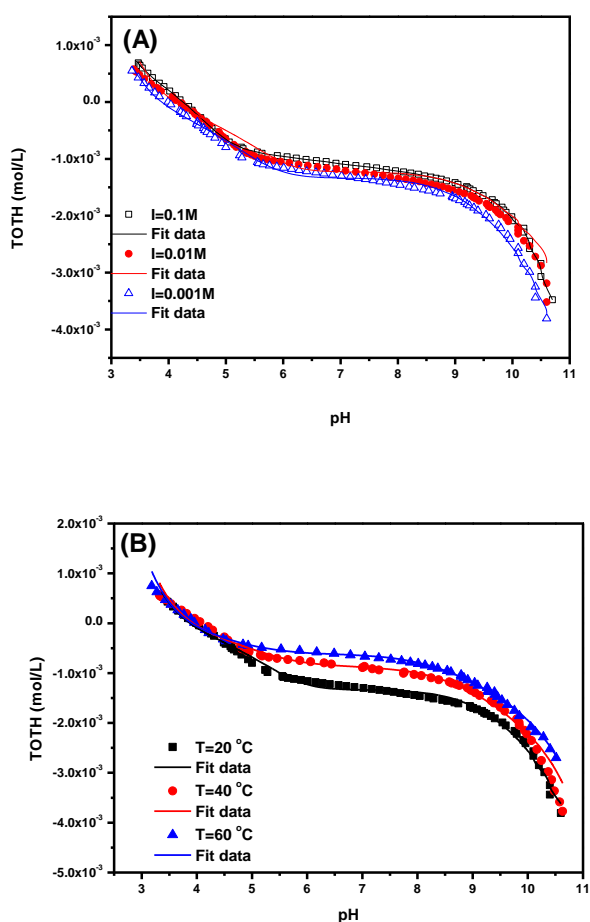 (A)
1.0x10⁻³
0.0
-1.0x10⁻³
-2.0x10⁻³
-3.0x10⁻³
-4.0x10⁻³
TOTH (mol/L)
I=0.1M
Fit data
I=0.01M
Fit data
I=0.001M
Fit data
3 4 5 6 7 8 9 10 11
pH
(B)
2.0x10⁻³
1.0x10⁻³
0.0
-1.0x10⁻³
-2.0x10⁻³
-3.0x10⁻³
-4.0x10⁻³
-5.0x10⁻³
TOTH (mol/L)
T=20 °C
Fit data
T=40 °C
Fit data
T=60 °C
Fit data
3 4 5 6 7 8 9 10 11
pH